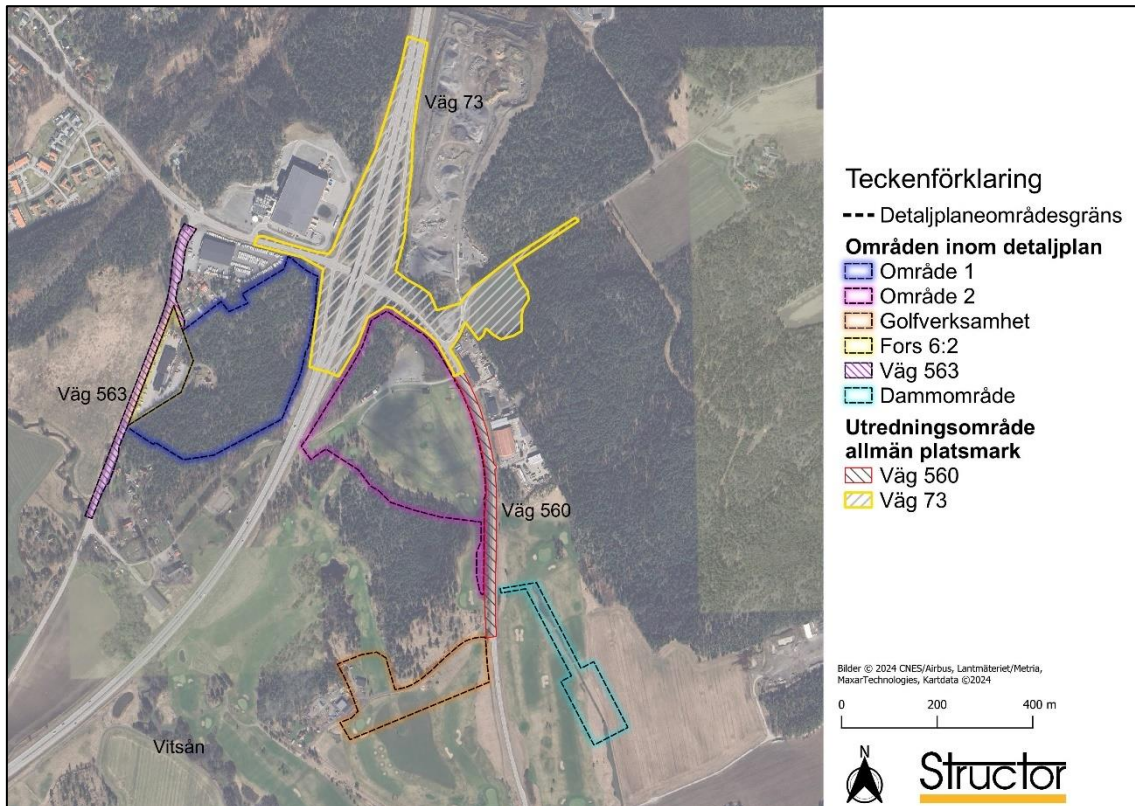 Väg 73
Väg 563
Väg 560
Vitsån
Teckenförklaring
Detaljplaneområdesgräns
Områden inom detaljplan
Område 1
Område 2
Golfverksamhet
Fors 6:2
Väg 563
Dammområde
Utredningsområde
allmän platsmark
Väg 560
Väg 73
Bilder © 2024 CNES/Airbus, Lantmäteriet/Metria,
MaxarTechnologies, Kartdata ©2024
0 200 400 m
N
Structor